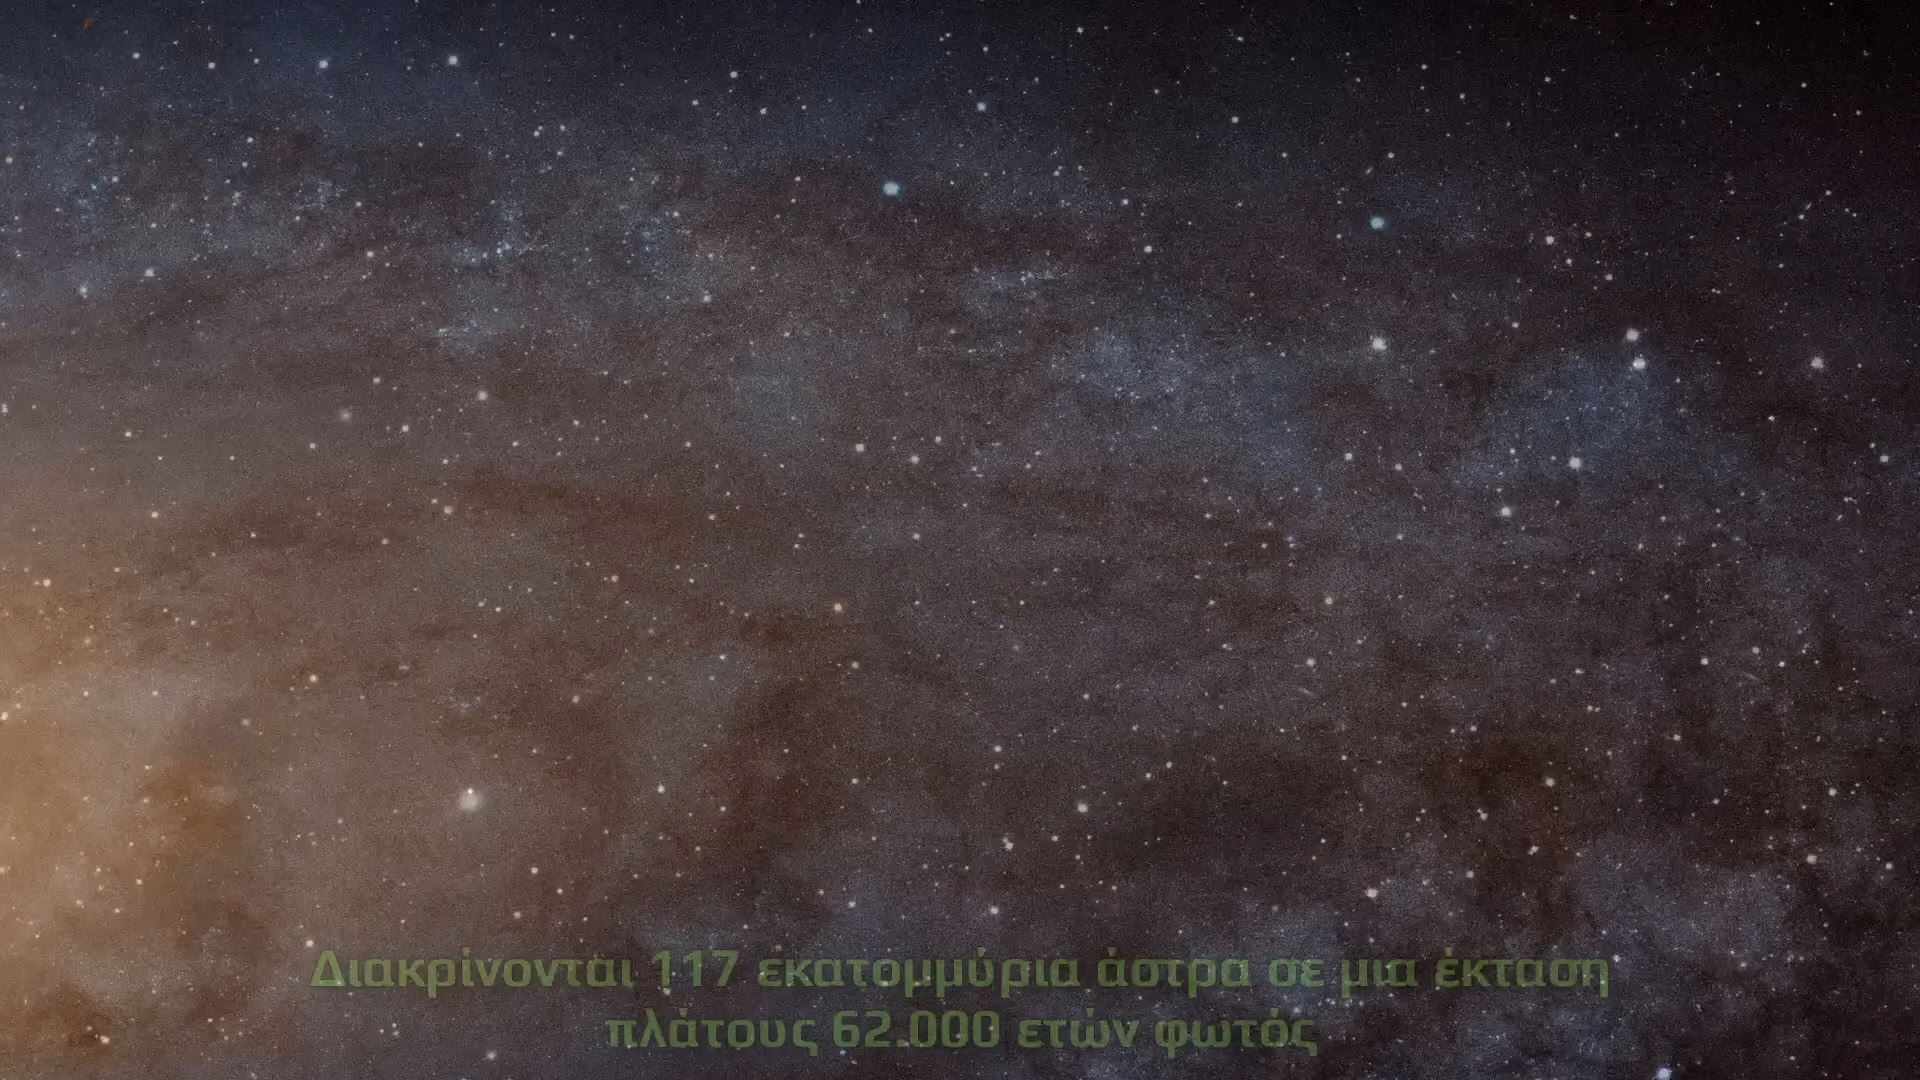 Διακρίνονται 117 εκατομμύρια άστρα σε μια έκταση
πλάτους 62.000 ετών φωτός